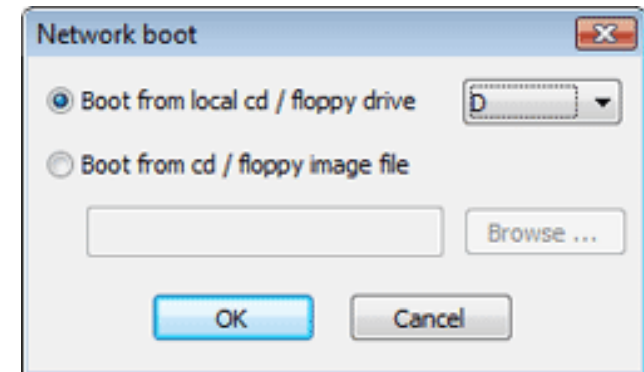 Network boot
Boot from local cd / floppy drive D
Boot from cd / floppy image file
Browse ...
OK Cancel